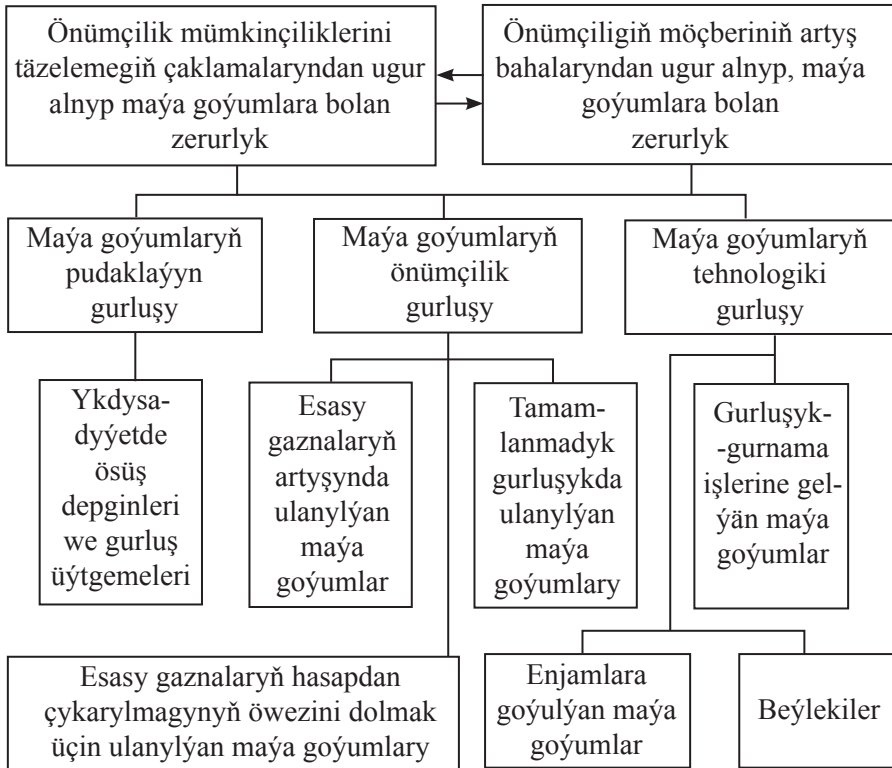 Önümçilik mümkinçiliklerini
täzelemegiň çaklamalaryndan ugur
alnyp maýa goýumlara bolan
zerurlyk
Önümçiligiň möçberiniň artyş
bahalaryndan ugur alnyp, maýa
goýumlara bolan
zerurlyk
Maýa goýumlaryň
pudaklaýyn
gurluşy
Maýa goýumlaryň
önümçilik
gurluşy
Maýa goýumlaryň
tehnologiki
gurluşy
Ykdysa-
dyýetde
ösüş
depginleri
we gurluş
üýtgemeleri
Esasy
gaznalaryň
artyşynda
ulanylýan
maýa
goýumlar
Tamam-
lanmadyk
gurluşykda
ulanylýan
maýa
goýumlary
Gurluşyk-
-gurnama
işlerine gel-
ýän maýa
goýumlar
Esasy gaznalaryň hasapdan
çykarylmagynyň öwezini dolmak
üçin ulanylýan maýa goýumlary
Enjamlara
goýulýan maýa
goýumlar
Beýlekiler